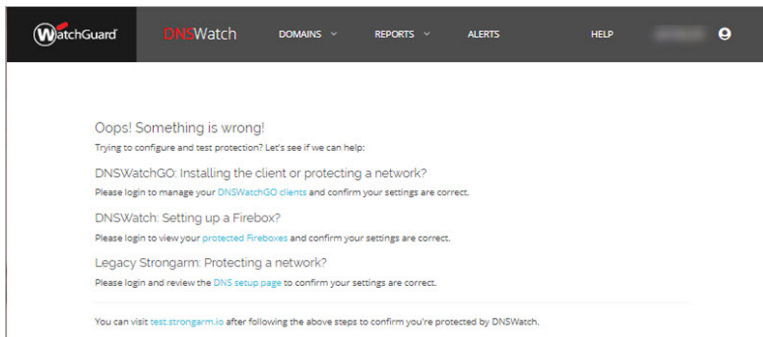 WatchGuard DNSWatch DOMAINS REPORTS ALERTS HELP
Oops! Something is wrong!
Trying to configure and test protection? Let's see if we can help:
DNSWatchGO: Installing the client or protecting a network?
Please login to manage your DNSWatchGO clients and confirm your settings are correct.
DNSWatch: Setting up a Firebox?
Please login to view your protected Fireboxes and confirm your settings are correct.
Legacy Strongarm: Protecting a network?
Please login and review the DNS setup page to confirm your settings are correct.
You can visit test.strongarm.io after following the above steps to confirm you're protected by DNSWatch.